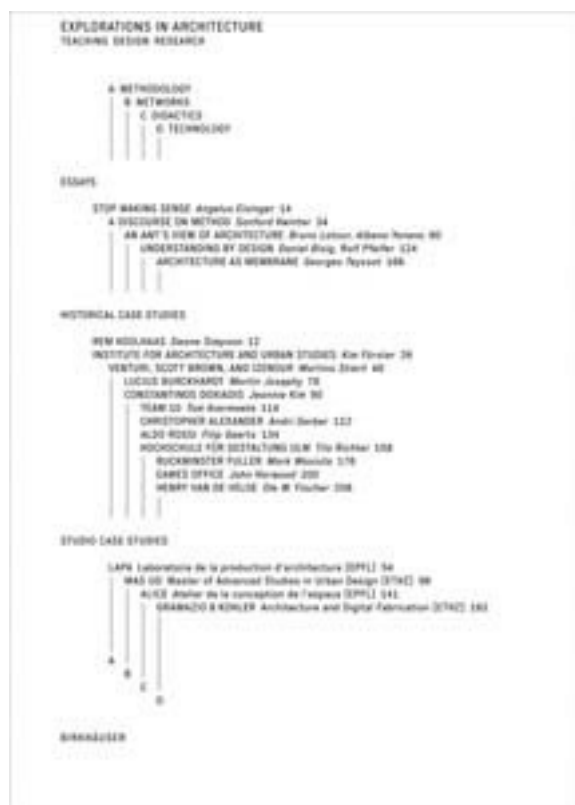 EXPLORATIONS IN ARCHITECTURE
TEACHING DESIGN RESEARCH
A METHODOLOGY
B NETWORKS
C DIDACTICS
D TECHNOLOGY
ESSAYS
STOP MAKING SENSE Angelus Eisinger 14
A DISCOURSE ON METHOD Sanford Kwinter 34
AN ANT'S VIEW OF ARCHITECTURE Bruno Latour, Albena Yaneva 80
UNDERSTANDING BY DESIGN Daniel Bisig, Rolf Pfeifer 124
ARCHITECTURE AS MEMBRANE Georges Teyssot 166
HISTORICAL CASE STUDIES
REM KOOLHAAS Deane Simpson 12
INSTITUTE FOR ARCHITECTURE AND URBAN STUDIES Kim Förster
VENTURI, SCOTT BROWN, AND IZENOUR Martino Stierli
LUCIUS BURCKHARDT Martin Josephy 78
CONSTANTINOS DOXIADIS Jeannie Kim 90
TEAM 10 Tom Avermaete 114
CHRISTOPHER ALEXANDER Andri Gerber 122
ALDO ROSSI Filip Geerts 134
HOCHSCHULE FÜR GESTALTUNG ULM Tilo Richter 158
BUCKMINSTER FULLER Mark Wasiuta 176
EAMES OFFICE John Harwood 200
HENRY VAN DE VELDE Ole W. Fischer 208
STUDIO CASE STUDIES
LAPA Laboratoire de la production d'architecture [EPFL] 54
MAS UD Master of Advanced Studies in Urban Design [ETHZ] 98
ALICE Atelier de la conception de l'espace [EPFL] 141
GRAMAZIO & KOHLER Architecture and Digital Fabrication [ETHZ] 182
A
B
C
D
BIRKHÄUSER